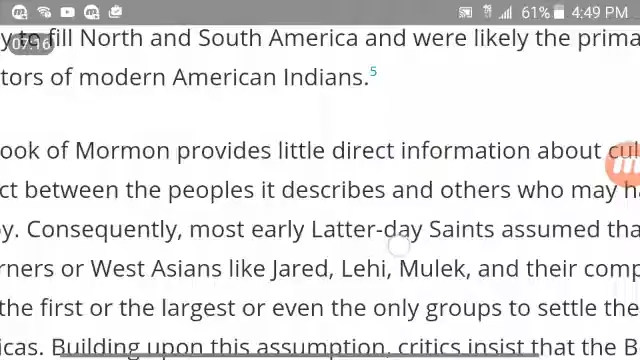 61% 4:49 PM
y to fill North and South America and were likely the prima
07:16
tors of modern American Indians.5
ook of Mormon provides little direct information about cul
ct between the peoples it describes and others who may ha
y. Consequently, most early Latter-day Saints assumed tha
rners or West Asians like Jared, Lehi, Mulek, and their comp
the first or the largest or even the only groups to settle the
icas. Building upon this assumption, critics insist that the B